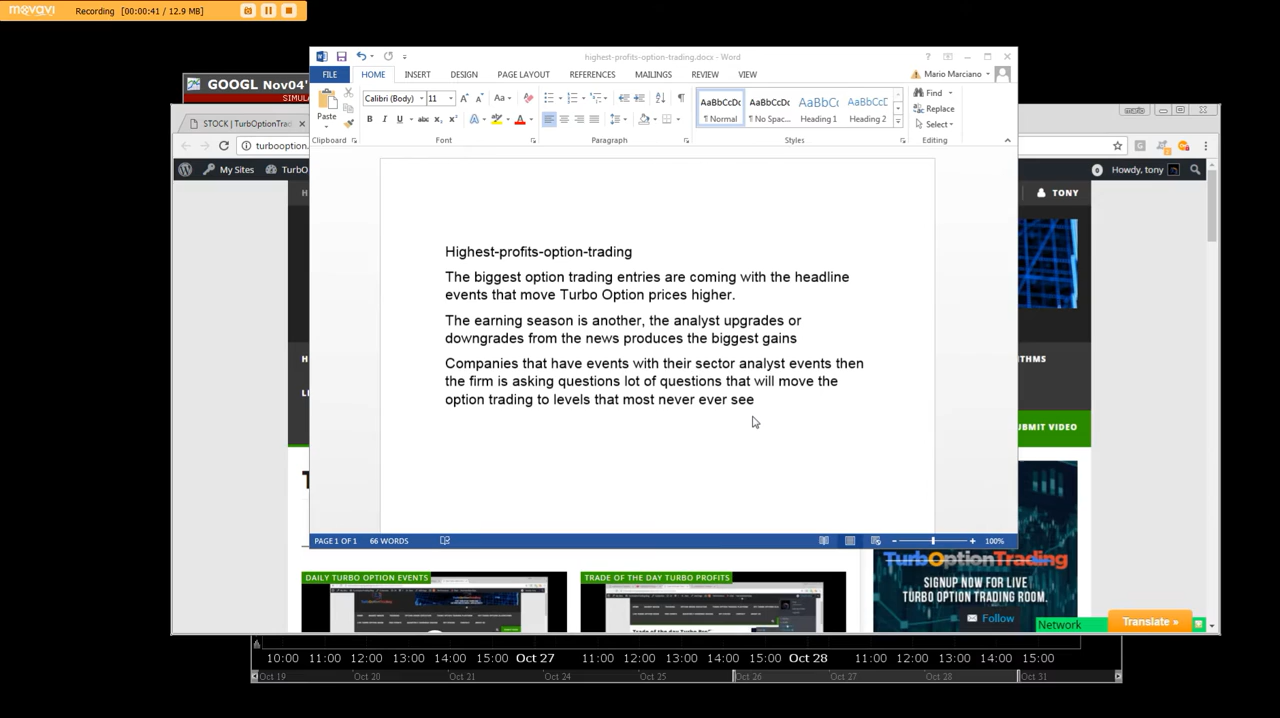 movavi Recording [00:00:41 / 12.9 MB]
highest-profits-option-trading.docx - Word
FILE HOME INSERT DESIGN PAGE LAYOUT REFERENCES MAILINGS REVIEW VIEW Mario Marciano
Paste
Calibri (Body) 11
AaBbCcDc AaBbCcDc AaBbCc AaBbCcE
¶ Normal ¶ No Spac... Heading 1 Heading 2
Find
Replace
Select
Clipboard Font Paragraph Styles Editing
GOOGL Nov04'
SIMULA
STOCK | TurboOptionTrad
mario
turbooption.
My Sites TurbO
0 Howdy, tony
H
TONY
Highest-profits-option-trading
The biggest option trading entries are coming with the headline
events that move Turbo Option prices higher.
The earning season is another, the analyst upgrades or
downgrades from the news produces the biggest gains
Companies that have events with their sector analyst events then
the firm is asking questions lot of questions that will move the
option trading to levels that most never ever see
H
THMS
LI
UBMIT VIDEO
T
PAGE 1 OF 1 66 WORDS 100%
DAILY TURBO OPTION EVENTS
TRADE OF THE DAY TURBO PROFITS
TurbOptionTrading
SIGNUP NOW FOR LIVE
TURBO OPTION TRADING ROOM.
Follow
Network
Translate »
10:00 11:00 12:00 13:00 14:00 15:00 Oct 27 11:00 12:00 13:00 14:00 15:00 Oct 28 11:00 12:00 13:00 14:00 15:00
Oct 19 Oct 20 Oct 21 Oct 24 Oct 25 Oct 26 Oct 27 Oct 28 Oct 31